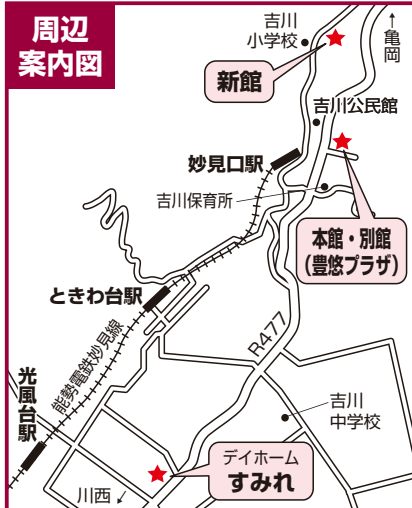 周辺
案内図
吉川
小学校
↑
亀岡
新館
吉川公民館
妙見口駅
吉川保育所
本館・別館
(豊悠プラザ)
ときわ台駅
能勢電鉄妙見線
R477
光風台駅
吉川
中学校
デイホーム
すみれ
川西↓